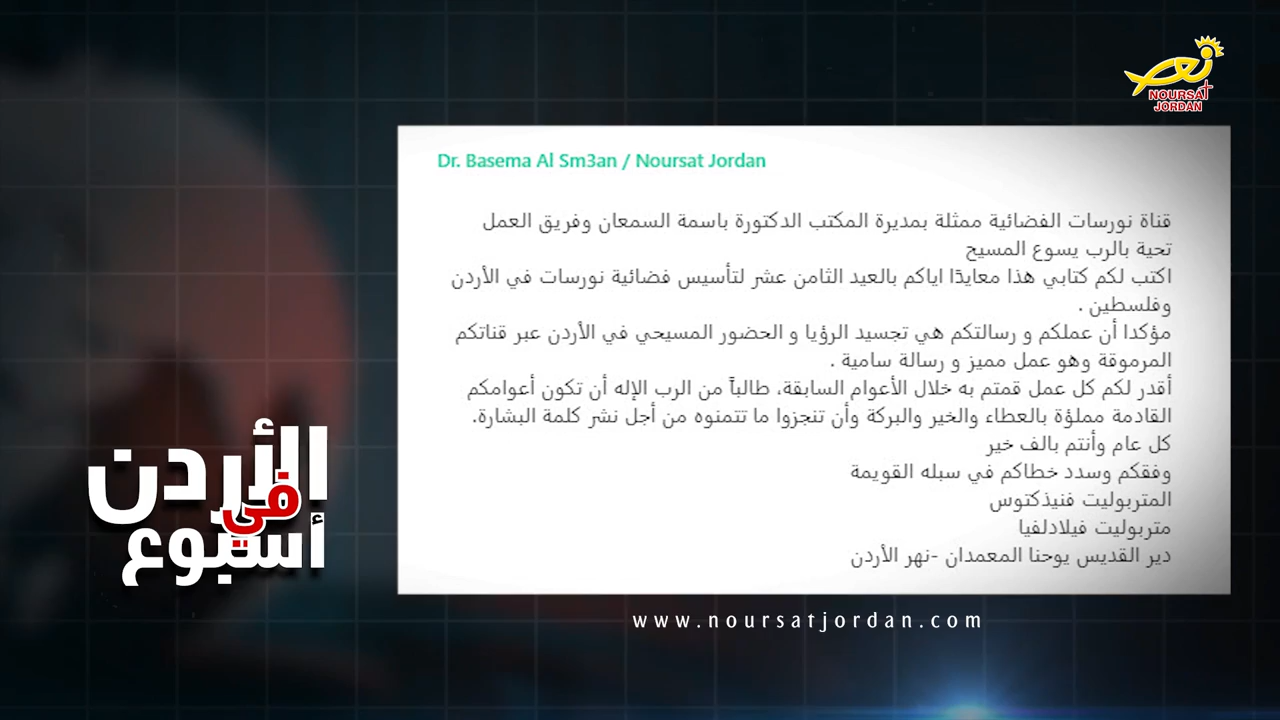 نور
NOURSAT
JORDAN
Dr. Basema Al Sm3an / Noursat Jordan
قناة نورسات الفضائية ممثلة بمديرة المكتب الدكتورة باسمة السمعان وفريق العمل
تحية بالرب يسوع المسيح
اكتب لكم كتابي هذا معايدًا اياكم بالعيد الثامن عشر لتأسيس فضائية نورسات في الأردن
وفلسطين .
مؤكدا أن عملكم و رسالتكم هي تجسيد الرؤيا و الحضور المسيحي في الأردن عبر قناتكم
المرموقة وهو عمل مميز و رسالة سامية .
أقدر لكم كل عمل قمتم به خلال الأعوام السابقة، طالباً من الرب الإله أن تكون أعوامكم
القادمة مملؤة بالعطاء والخير والبركة وأن تنجزوا ما تتمنوه من أجل نشر كلمة البشارة.
كل عام وأنتم بالف خير
وفقكم وسدد خطاكم في سبله القويمة
المتربوليت فنيذكتوس
متربوليت فيلادلفيا
دير القديس يوحنا المعمدان -نهر الأردن
الأردن
في
أسبوع
www.noursatjordan.com